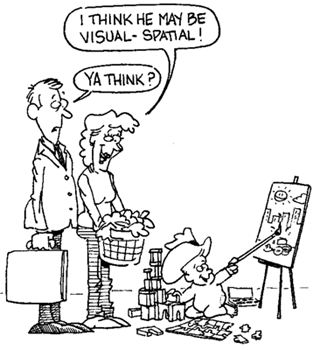 I THINK HE MAY BE
VISUAL-SPATIAL!
YA THINK?